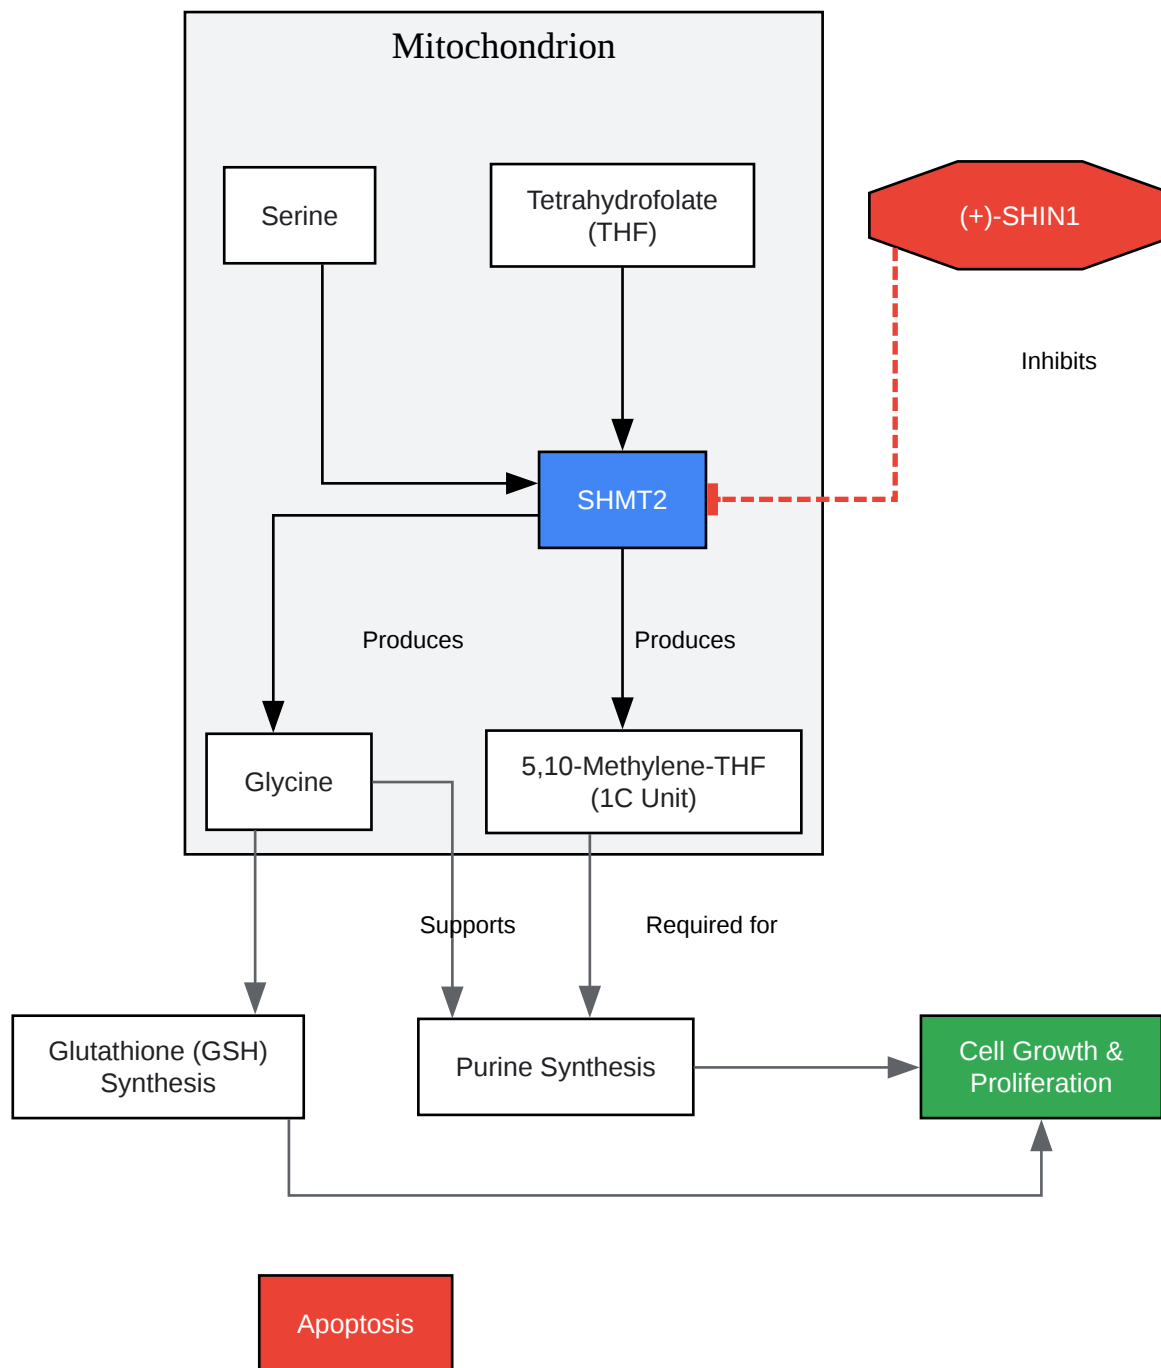 Mitochondrion
Serine
Tetrahydrofolate
(THF)
(+)-SHIN1
Inhibits
SHMT2
Produces
Produces
Glycine
5,10-Methylene-THF
(1C Unit)
Supports
Required for
Glutathione (GSH)
Synthesis
Purine Synthesis
Cell Growth &
Proliferation
Apoptosis